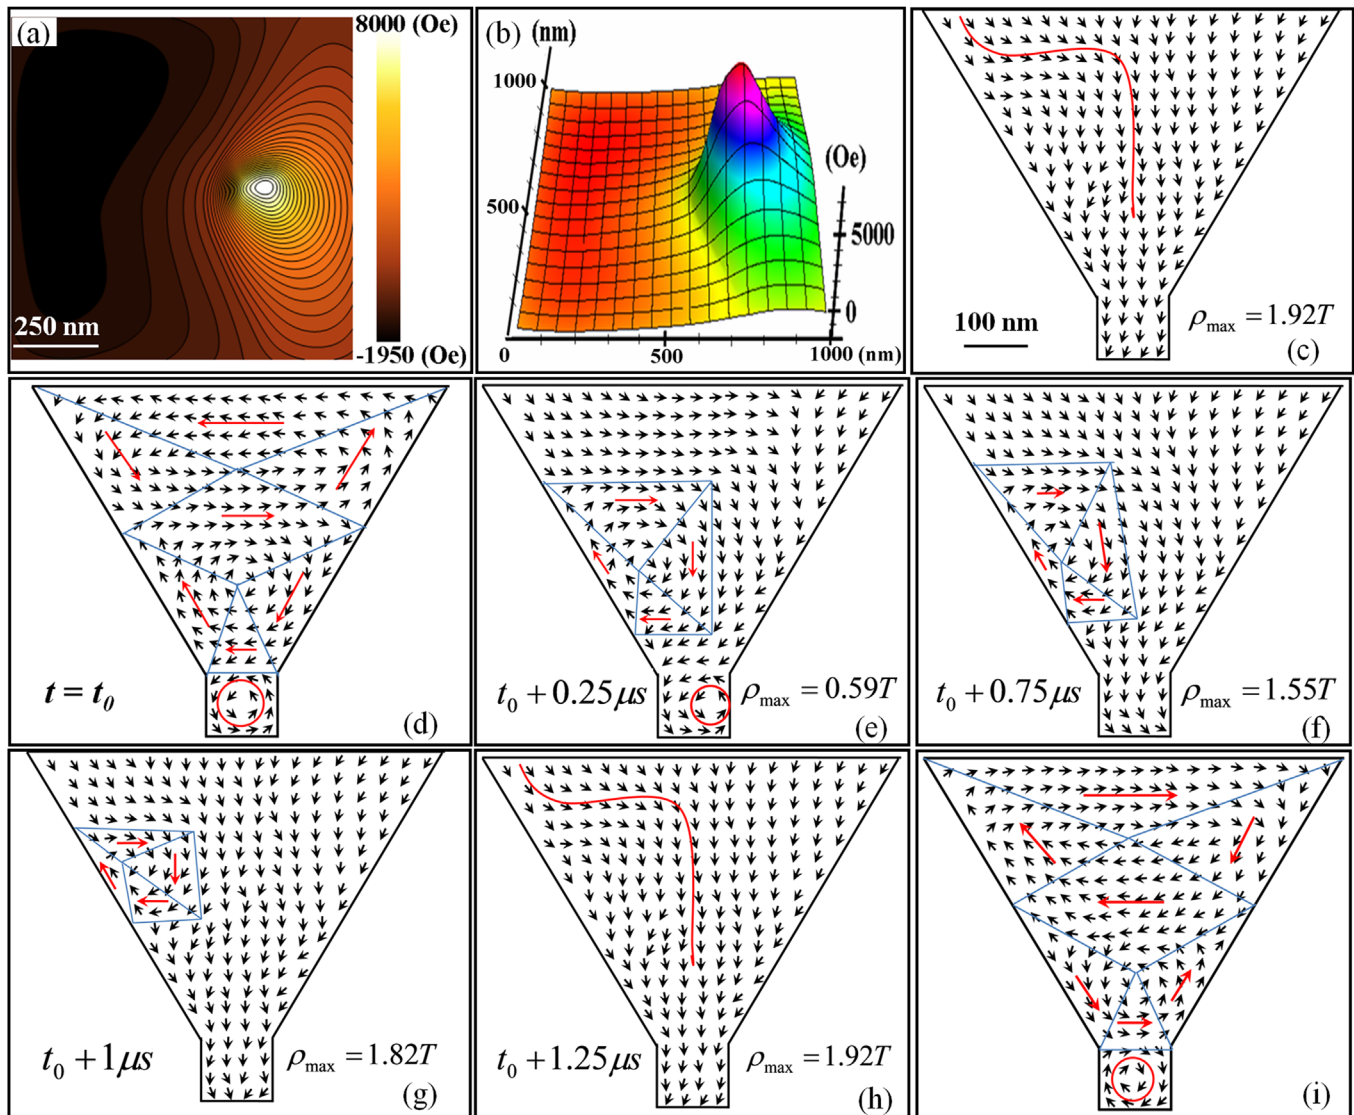 (a)
8000 (Oe)
250 nm
-1950 (Oe)
(b)
(nm)
1000
500
0
500
1000 (nm)
(Oe)
5000
0
100 nm
ρmax = 1.92T
(c)
t = t0
(d)
t0 + 0.25μs
ρmax = 0.59T
(e)
t0 + 0.75μs
ρmax = 1.55T
(f)
t0 + 1μs
ρmax = 1.82T
(g)
t0 + 1.25μs
ρmax = 1.92T
(h)
(i)